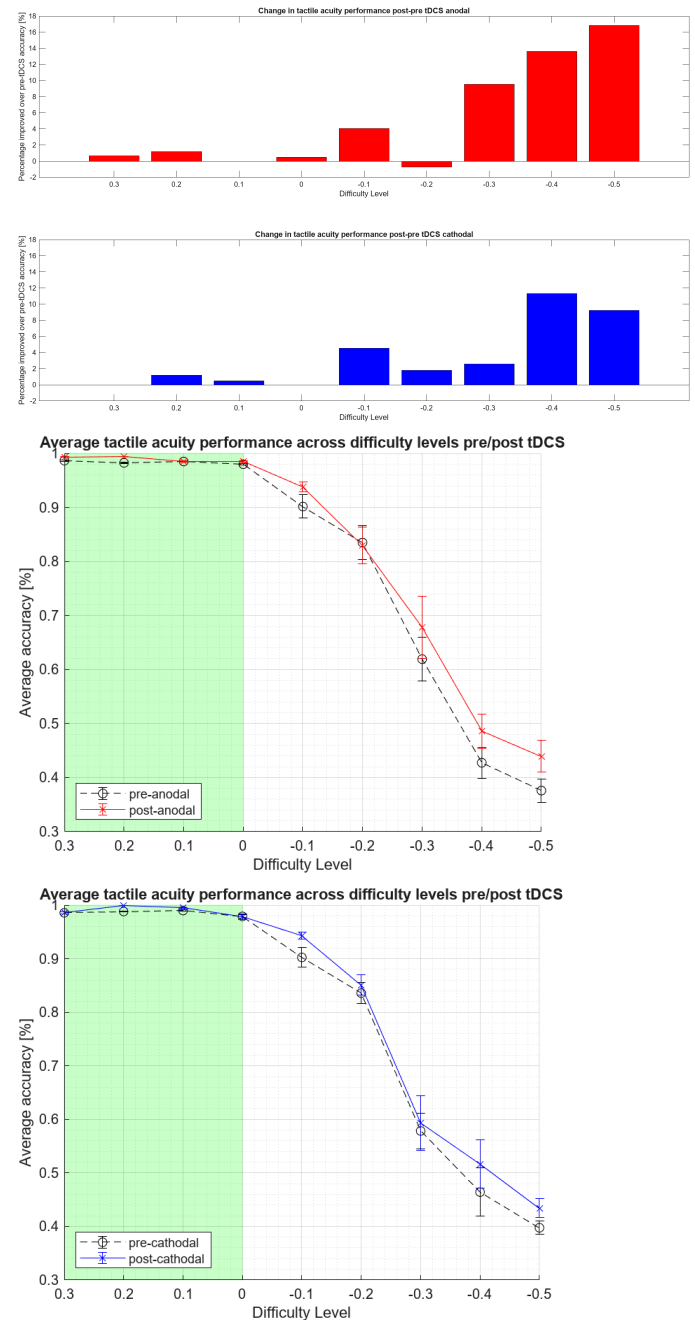 Change in tactile acuity performance post-pre tDCS anodal
Percentage improved over pre-tDCS accuracy [%]
18
16
14
12
10
8
6
4
2
0
-2
0.3 0.2 0.1 0 -0.1 -0.2 -0.3 -0.4 -0.5
Difficulty Level
Change in tactile acuity performance post-pre tDCS cathodal
Percentage improved over pre-tDCS accuracy [%]
18
16
14
12
10
8
6
4
2
0
-2
0.3 0.2 0.1 0 -0.1 -0.2 -0.3 -0.4 -0.5
Difficulty Level
Average tactile acuity performance across difficulty levels pre/post tDCS
Average accuracy [%]
1
0.9
0.8
0.7
0.6
0.5
0.4
0.3
pre-anodal
post-anodal
0.3 0.2 0.1 0 -0.1 -0.2 -0.3 -0.4 -0.5
Difficulty Level
Average tactile acuity performance across difficulty levels pre/post tDCS
Average accuracy [%]
1
0.9
0.8
0.7
0.6
0.5
0.4
0.3
pre-cathodal
post-cathodal
0.3 0.2 0.1 0 -0.1 -0.2 -0.3 -0.4 -0.5
Difficulty Level